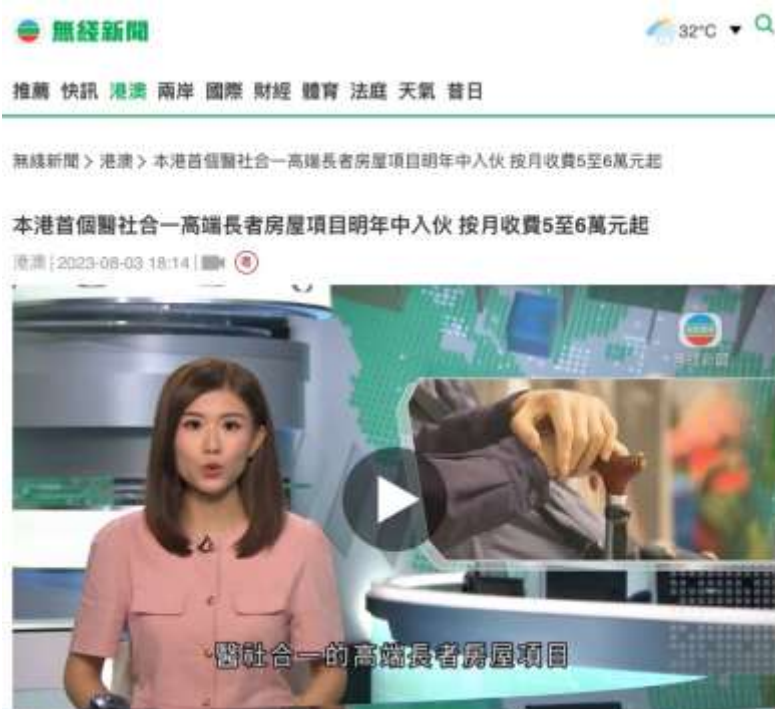 無綫新聞
32°C
推薦 快訊 港澳 兩岸 國際 財經 體育 法庭 天氣 昔日
無綫新聞 > 港澳 > 本港首個醫社合一高端長者房屋項目明年中入伙 按月收費5至6萬元起
本港首個醫社合一高端長者房屋項目明年中入伙 按月收費5至6萬元起
港澳 | 2023-08-03 18:14 | 粵
無綫新聞
醫社合一的高端長者房屋項目